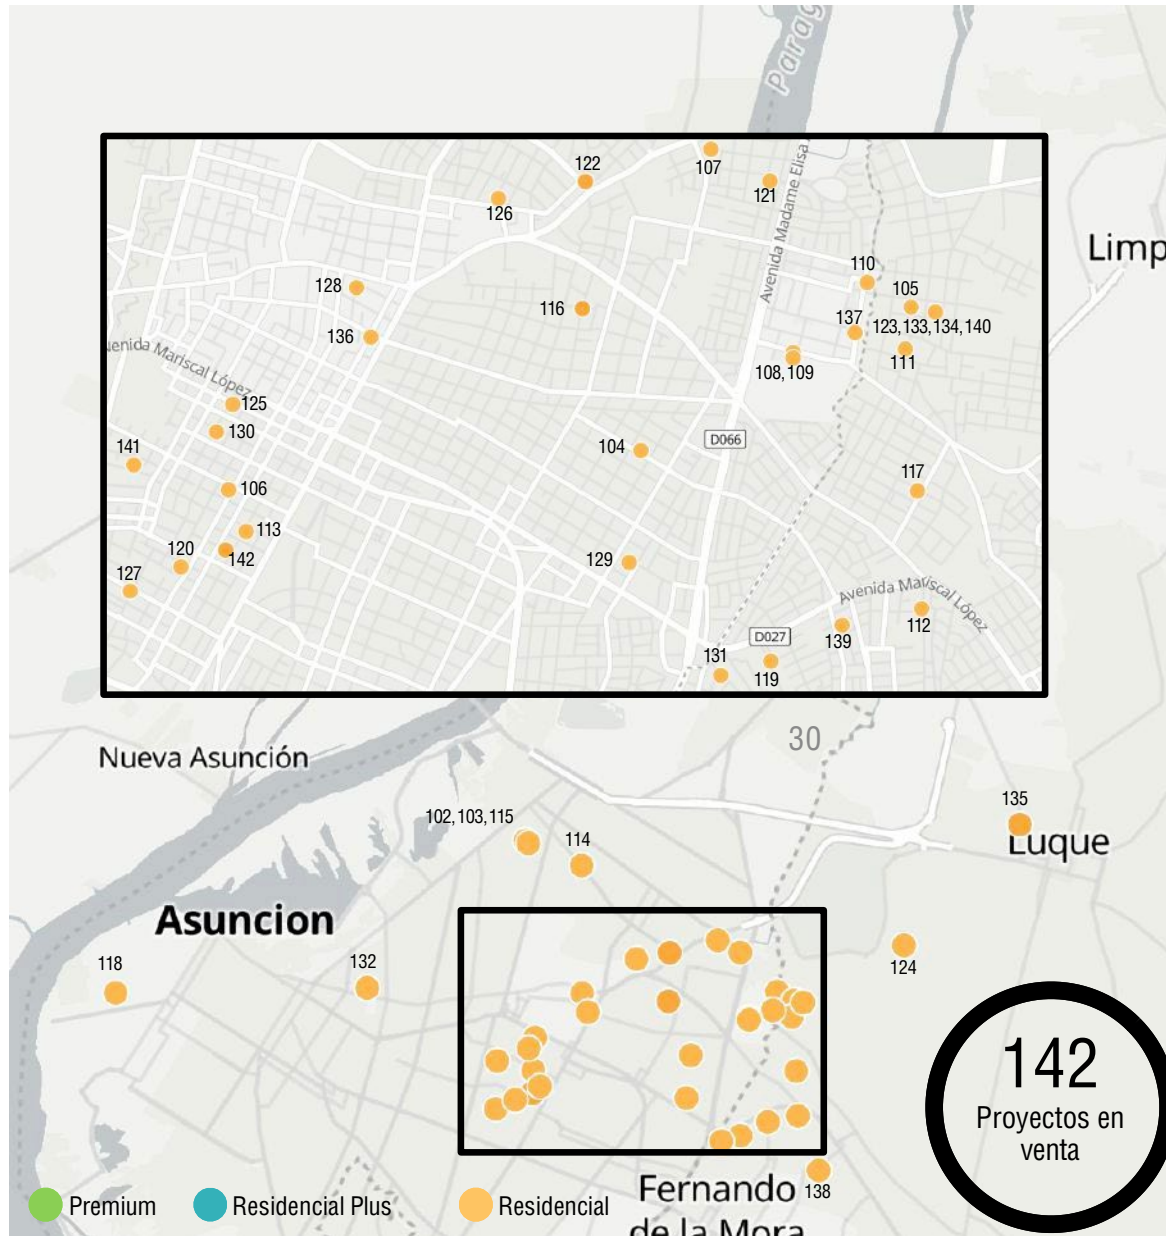 Parag
Limp
122
107
121
126
Avenida Madame Elisa
110
128
105
116
137
123, 133, 134, 140
136
111
enida Mariscal López
108, 109
125
130
D066
141
104
117
106
113
120
142
129
127
Avenida Mariscal López
112
D027
139
131
119
30
Nueva Asunción
135
102, 103, 115
114
Luque
Asuncion
118
132
124
142
Proyectos en
venta
138
Fernando
de la Mora
Premium
Residencial Plus
Residencial